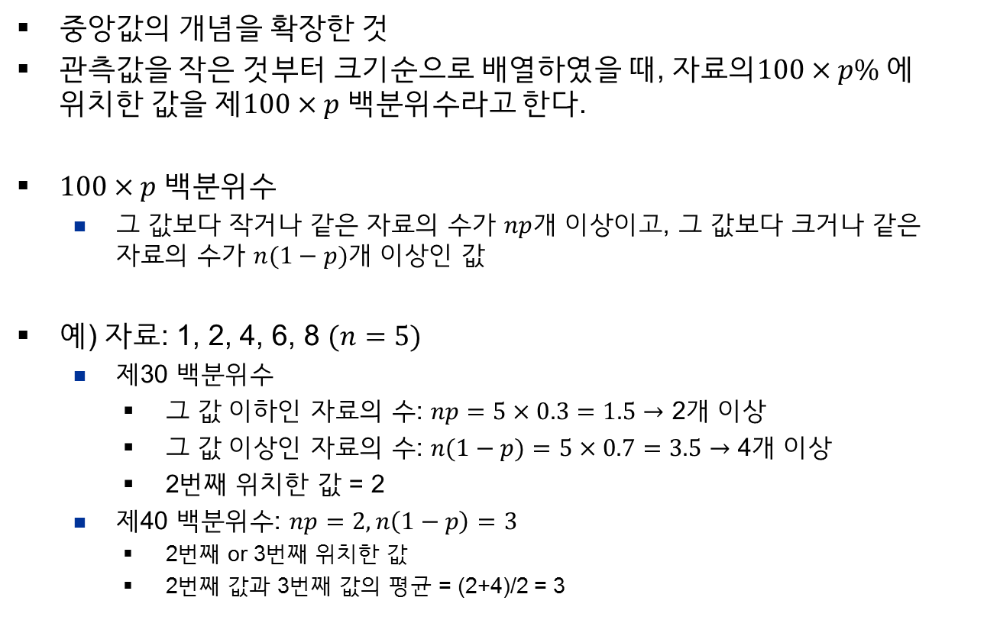 ▪ 중앙값의 개념을 확장한 것
▪ 관측값을 작은 것부터 크기순으로 배열하였을 때, 자료의100 × p% 에
위치한 값을 제100 × p 백분위수라고 한다.
▪ 100 × p 백분위수
■ 그 값보다 작거나 같은 자료의 수가 np개 이상이고, 그 값보다 크거나 같은
자료의 수가 n(1 − p)개 이상인 값
▪ 예) 자료: 1, 2, 4, 6, 8 (n = 5)
■ 제30 백분위수
▪ 그 값 이하인 자료의 수: np = 5 × 0.3 = 1.5 → 2개 이상
▪ 그 값 이상인 자료의 수: n(1 − p) = 5 × 0.7 = 3.5 → 4개 이상
▪ 2번째 위치한 값 = 2
■ 제40 백분위수: np = 2, n(1 − p) = 3
▪ 2번째 or 3번째 위치한 값
▪ 2번째 값과 3번째 값의 평균 = (2+4)/2 = 3